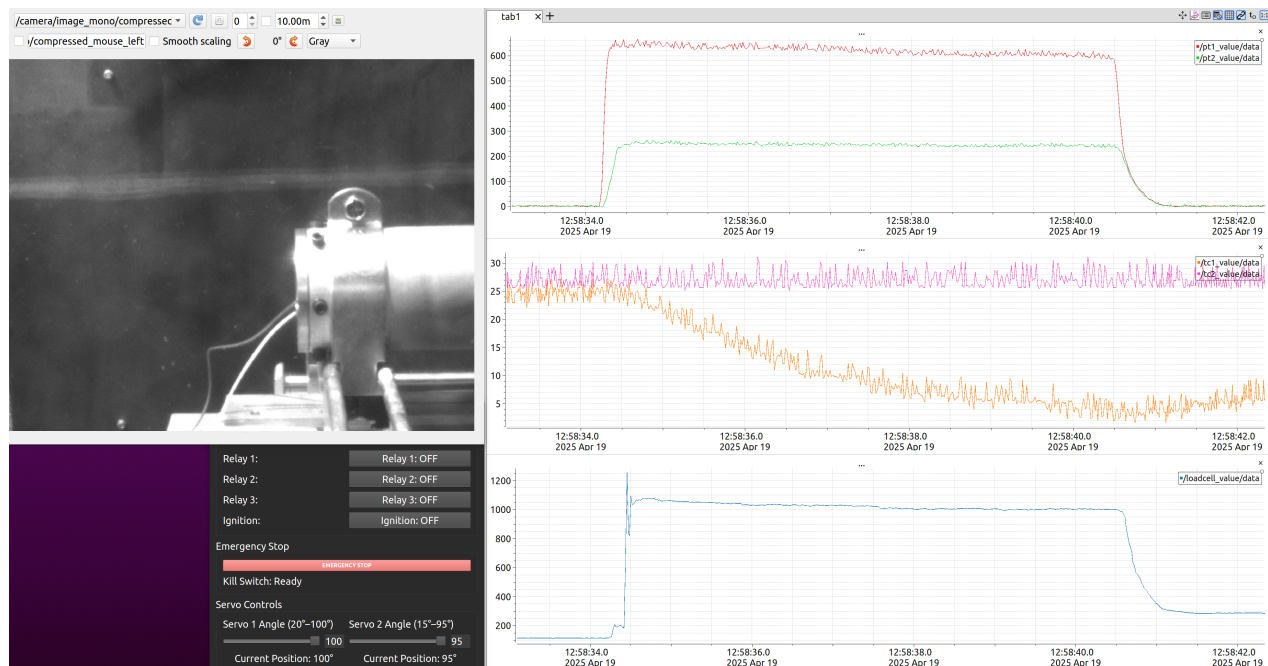 /camera/image_mono/compressed 0 10.00m
/compressed_mouse_left Smooth scaling 0° Gray
Relay 1: Relay 1: OFF
Relay 2: Relay 2: OFF
Relay 3: Relay 3: OFF
Ignition: Ignition: OFF
Emergency Stop
EMERGENCY STOP
Kill Switch: Ready
Servo Controls
Servo 1 Angle (20°–100°) Servo 2 Angle (15°–95°)
100 95
Current Position: 100° Current Position: 95°
tab1 × +
...
/pt1_value/data
/pt2_value/data
600
500
400
300
200
100
0
12:58:34.0 12:58:36.0 12:58:38.0 12:58:40.0 12:58:42.0
2025 Apr 19 2025 Apr 19 2025 Apr 19 2025 Apr 19 2025 Apr 19
...
/tc1_value/data
/tc2_value/data
30
25
20
15
10
5
12:58:34.0 12:58:36.0 12:58:38.0 12:58:40.0 12:58:42.0
2025 Apr 19 2025 Apr 19 2025 Apr 19 2025 Apr 19 2025 Apr 19
...
/loadcell_value/data
1200
1000
800
600
400
200
12:58:34.0 12:58:36.0 12:58:38.0 12:58:40.0 12:58:42.0
2025 Apr 19 2025 Apr 19 2025 Apr 19 2025 Apr 19 2025 Apr 19